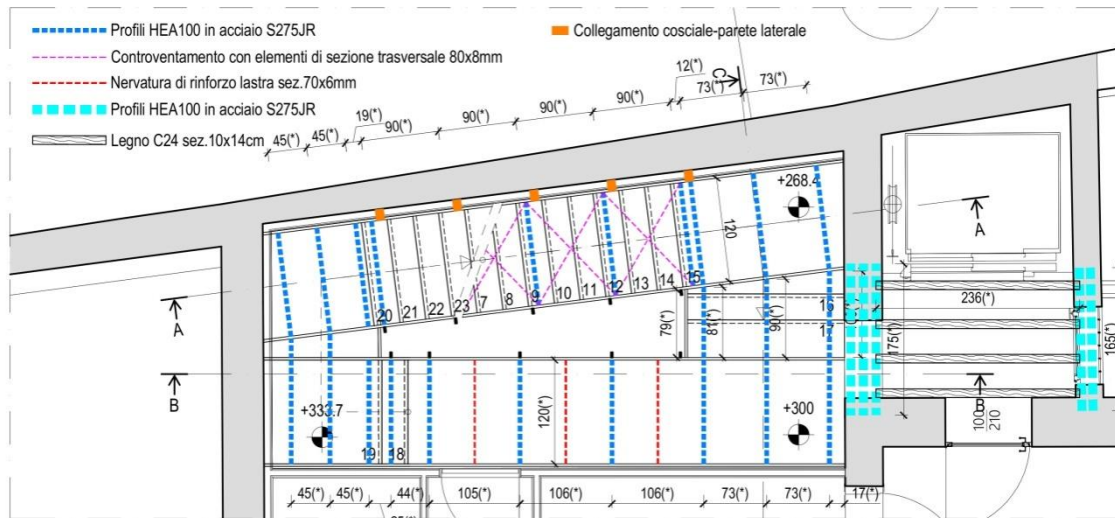 Profili HEA100 in acciaio S275JR
Collegamento cosciale-parete laterale
Controventamento con elementi di sezione trasversale 80x8mm
Nervatura di rinforzo lastra sez.70x6mm
Profili HEA100 in acciaio S275JR
Legno C24 sez.10x14cm
12(*)
C
73(*)
73(*)
90(*)
90(*)
90(*)
90(*)
19(*)
45(*)
45(*)
+268.4
120
A
A
20 21 22 23 7 8 9 10 11 12 13 14 15
16
17
79(*)
81(*)
90(*)
236(*)
175(*)
165(*)
B
B
+333.7
120(*)
+300
100
210
19 18
45(*)
45(*)
44(*)
105(*)
106(*)
106(*)
73(*)
73(*)
17(*)